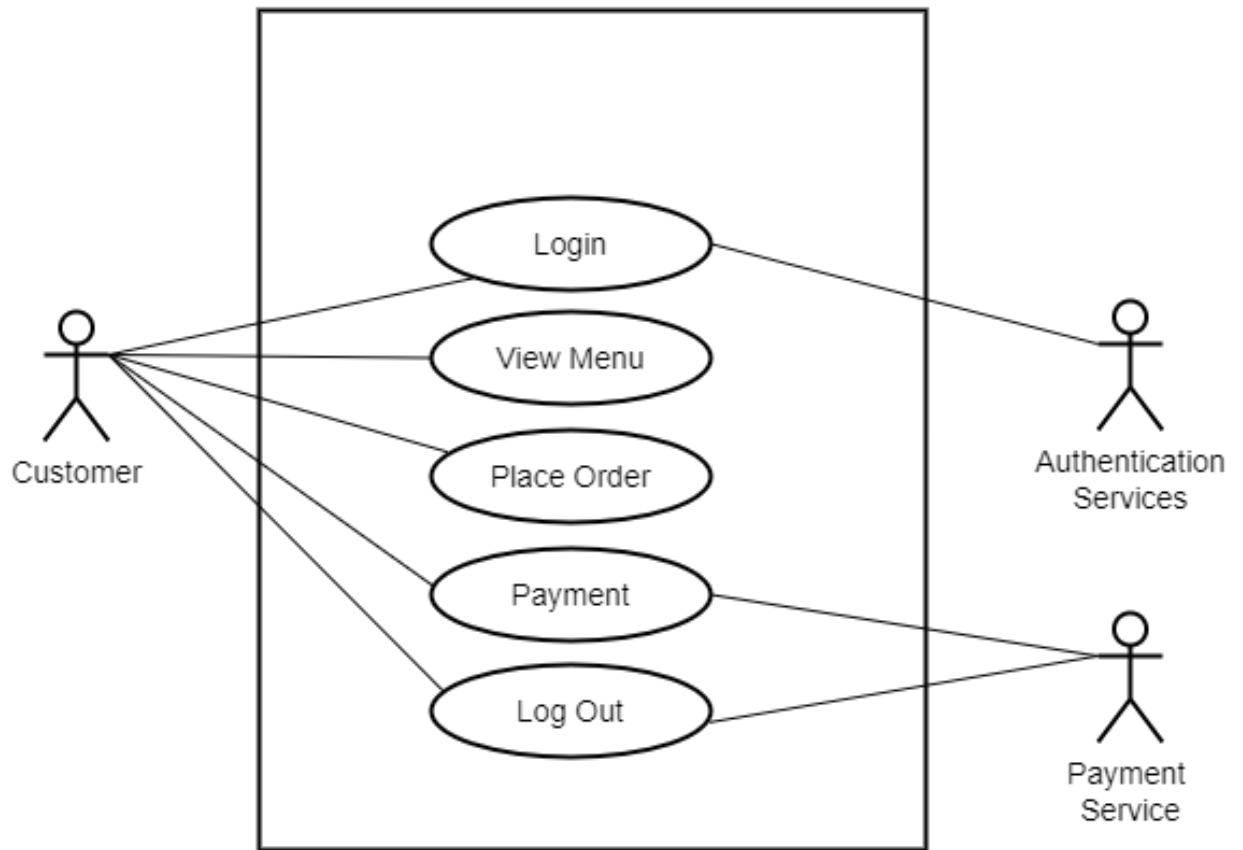 Login
View Menu
Customer
Place Order
Authentication
Services
Payment
Log Out
Payment
Service